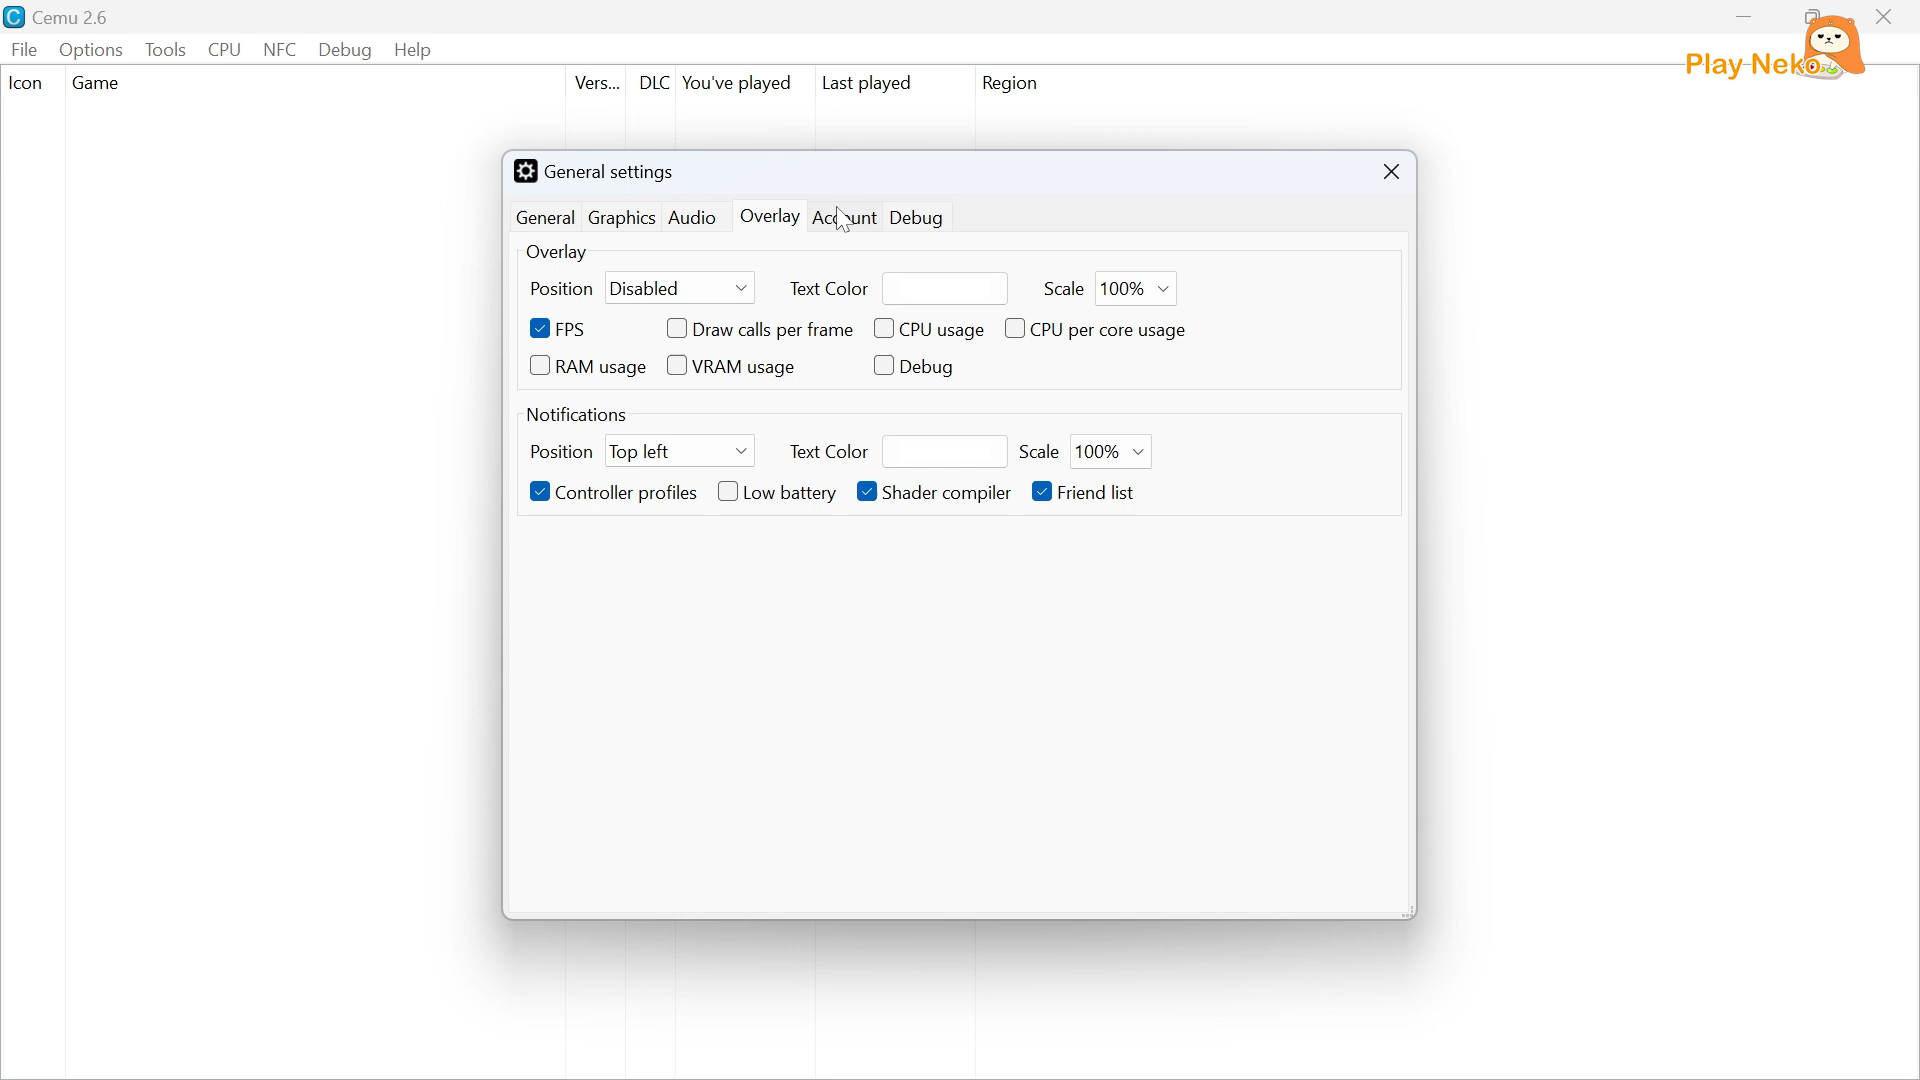 Cemu 2.6
File Options Tools CPU NFC Debug Help
Play Neko
Icon Game Vers... DLC You've played Last played Region
General settings
General Graphics Audio Overlay Account Debug
Overlay
Position Disabled Text Color Scale 100%
FPS Draw calls per frame CPU usage CPU per core usage
RAM usage VRAM usage Debug
Notifications
Position Top left Text Color Scale 100%
Controller profiles Low battery Shader compiler Friend list